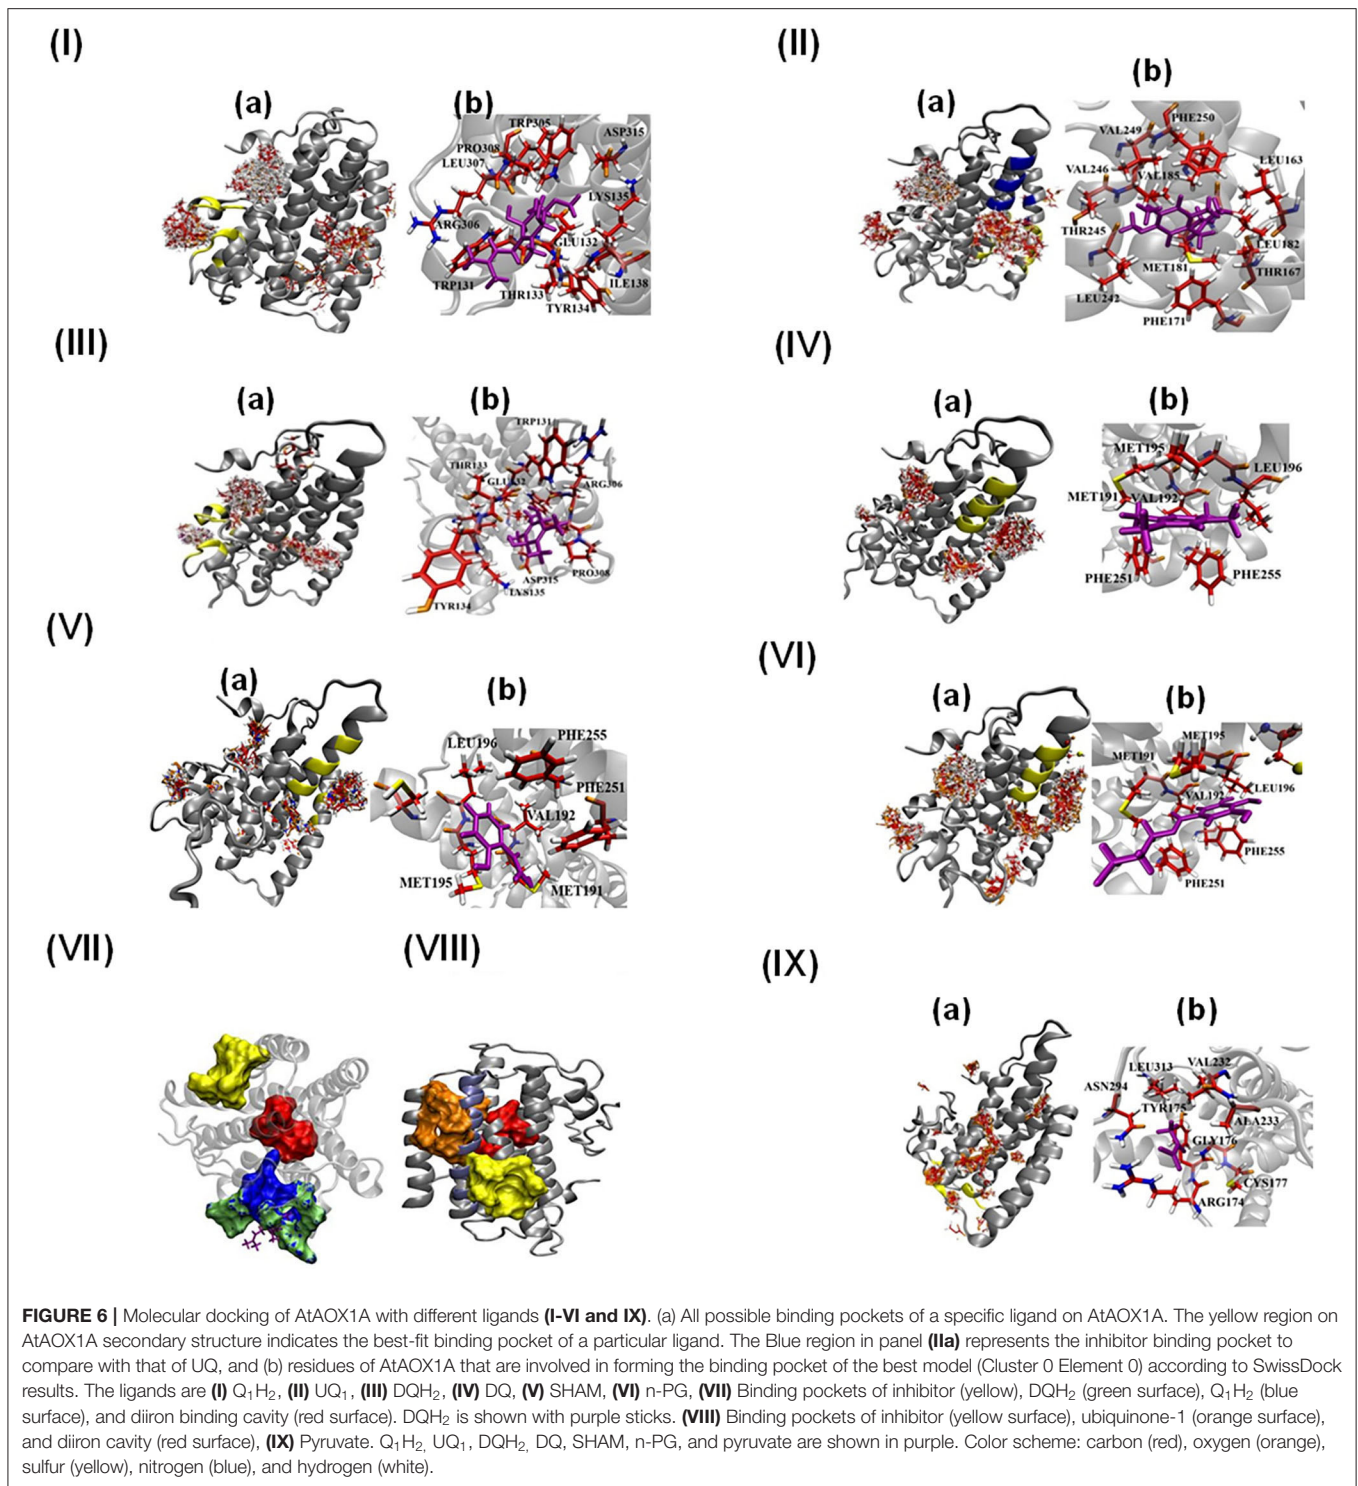 (I)
(a)
(b)
TRP305
ASP315
PRO308
LEU307
LYS135
ARG306
GLU132
TRP131
THR133
ILE138
TYR134
(II)
(a)
(b)
PHE250
VAL249
LEU163
VAL246
VAL185
THR245
LEU182
MET181
THR167
LEU242
PHE171
(III)
(a)
(b)
TRP131
THR133
GLU132
ARG306
ASP315
PRO308
LYS135
TYR134
(IV)
(a)
(b)
MET195
LEU196
MET191
VAL192
PHE251
PHE255
(V)
(a)
(b)
LEU196
PHE255
PHE251
VAL192
MET195
MET191
(VI)
(a)
(b)
MET195
MET191
VAL192
LEU196
PHE255
PHE251
(VII)
(VIII)
(IX)
(a)
(b)
LEU313
VAL232
ASN294
TYR175
ALA233
GLY176
CYS177
ARG174
FIGURE 6 | Molecular docking of AtAOX1A with different ligands (I-VI and IX). (a) All possible binding pockets of a specific ligand on AtAOX1A. The yellow region on
AtAOX1A secondary structure indicates the best-fit binding pocket of a particular ligand. The Blue region in panel (IIa) represents the inhibitor binding pocket to
compare with that of UQ, and (b) residues of AtAOX1A that are involved in forming the binding pocket of the best model (Cluster 0 Element 0) according to SwissDock
results. The ligands are (I) Q₁H₂, (II) UQ₁, (III) DQH₂, (IV) DQ, (V) SHAM, (VI) n-PG, (VII) Binding pockets of inhibitor (yellow), DQH₂ (green surface), Q₁H₂ (blue
surface), and diiron binding cavity (red surface). DQH₂ is shown with purple sticks. (VIII) Binding pockets of inhibitor (yellow surface), ubiquinone-1 (orange surface),
and diiron cavity (red surface), (IX) Pyruvate. Q₁H₂, UQ₁, DQH₂, DQ, SHAM, n-PG, and pyruvate are shown in purple. Color scheme: carbon (red), oxygen (orange),
sulfur (yellow), nitrogen (blue), and hydrogen (white).